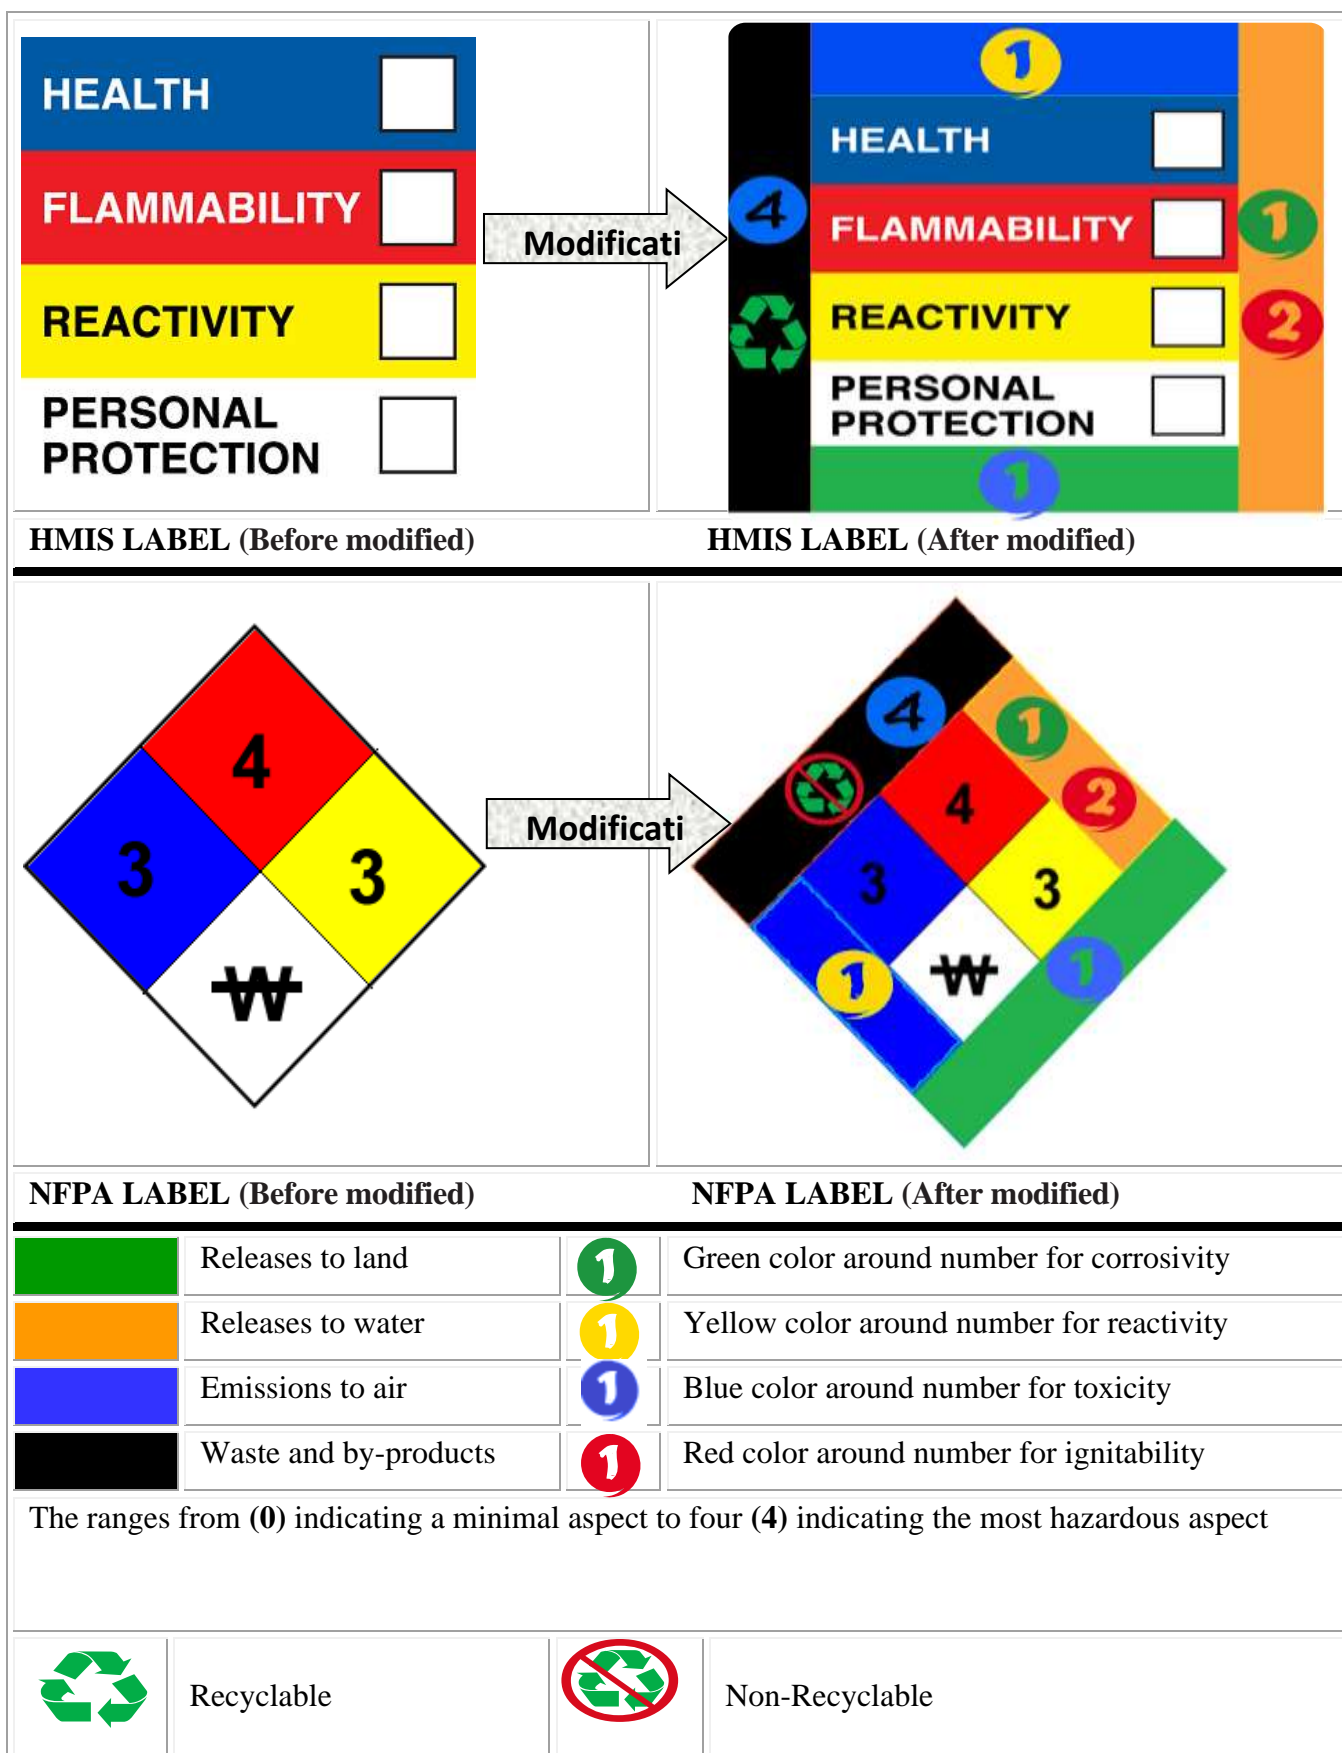 HEALTH
FLAMMABILITY
REACTIVITY
PERSONAL
PROTECTION
Modificati
1
HEALTH
4
FLAMMABILITY
1
REACTIVITY
2
PERSONAL
PROTECTION
1
HMIS LABEL (Before modified)
HMIS LABEL (After modified)
4
3
3
W
Modificati
4
1
2
4
3
3
1
W
1
NFPA LABEL (Before modified)
NFPA LABEL (After modified)
Releases to land
1
Green color around number for corrosivity
Releases to water
1
Yellow color around number for reactivity
Emissions to air
1
Blue color around number for toxicity
Waste and by-products
1
Red color around number for ignitability
The ranges from (0) indicating a minimal aspect to four (4) indicating the most hazardous aspect
Recyclable
Non-Recyclable